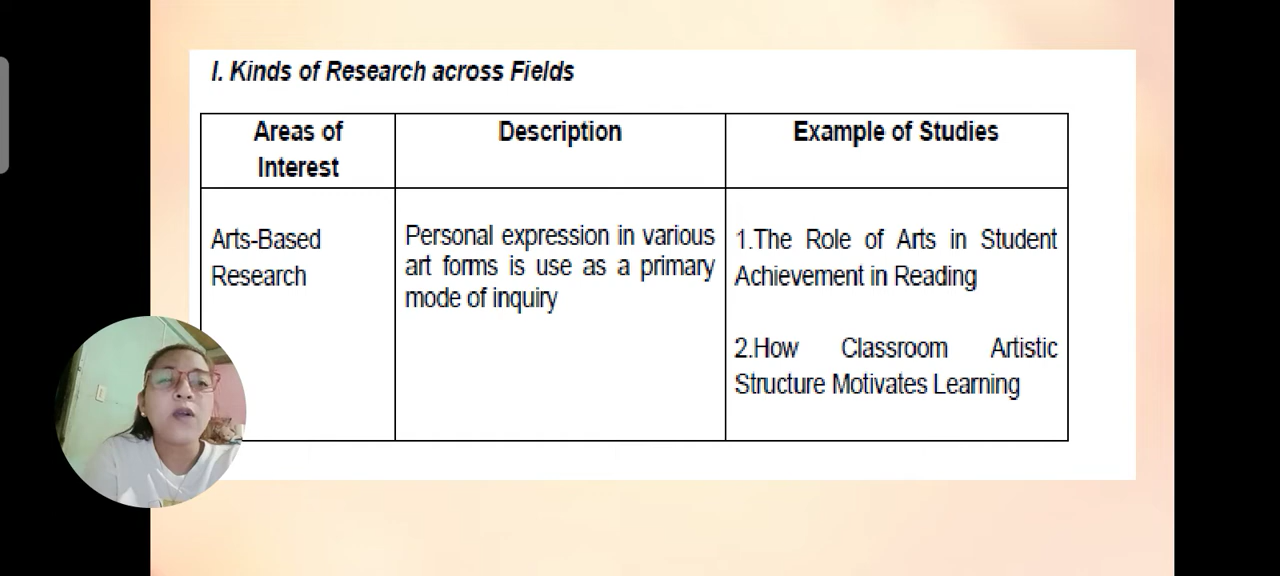 I. Kinds of Research across Fields
Areas of
Interest
Description
Example of Studies
Arts-Based
Research
Personal expression in various
art forms is use as a primary
mode of inquiry
1.The Role of Arts in Student
Achievement in Reading
2.How Classroom Artistic
Structure Motivates Learning